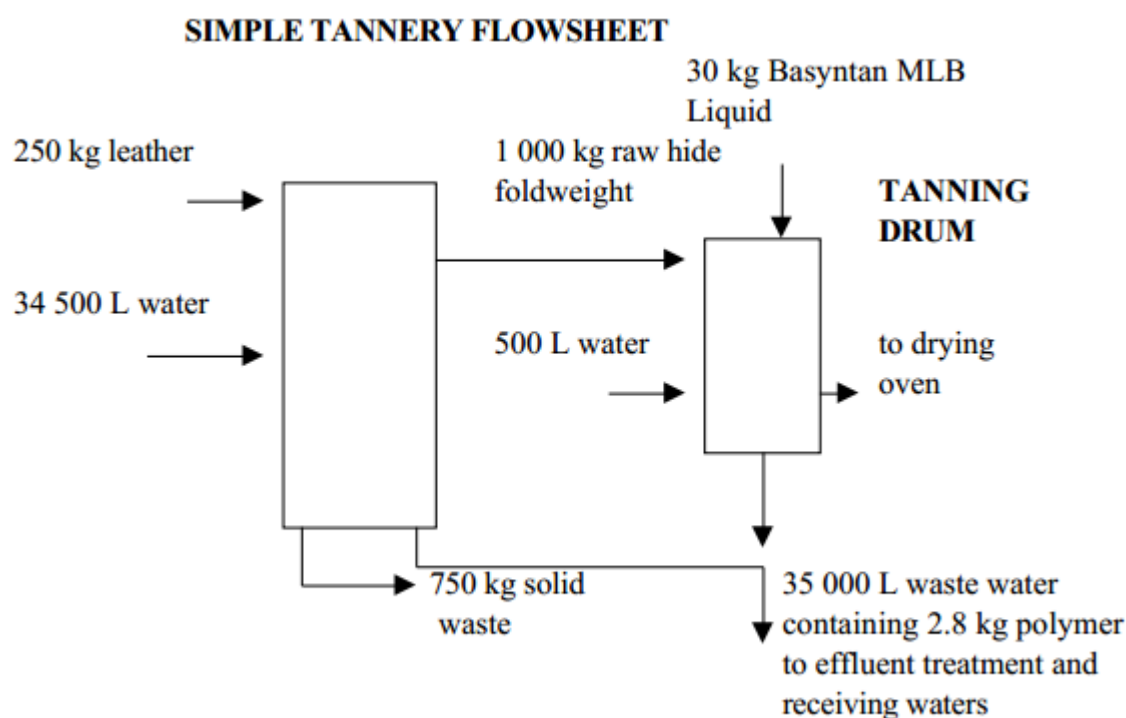 SIMPLE TANNERY FLOWSHEET
30 kg Basyntan MLB
Liquid
250 kg leather
1 000 kg raw hide
foldweight
TANNING
DRUM
34 500 L water
500 L water
to drying
oven
750 kg solid
waste
35 000 L waste water
containing 2.8 kg polymer
to effluent treatment and
receiving waters